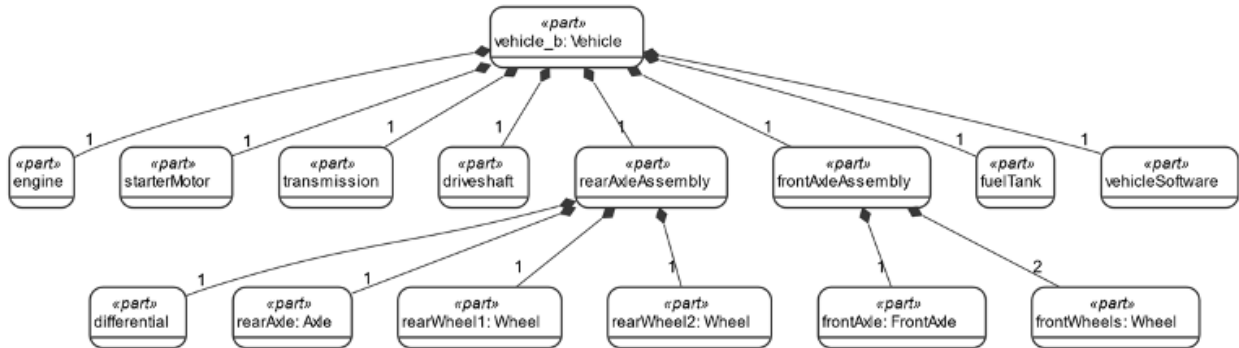 «part»
vehicle_b: Vehicle
1 1 1 1 1 1 1 1
«part» «part» «part» «part» «part» «part» «part» «part»
engine starterMotor transmission driveshaft rearAxleAssembly frontAxleAssembly fuelTank vehicleSoftware
1 1 1 1 1 2
«part» «part» «part» «part» «part» «part»
differential rearAxle: Axle rearWheel1: Wheel rearWheel2: Wheel frontAxle: FrontAxle frontWheels: Wheel